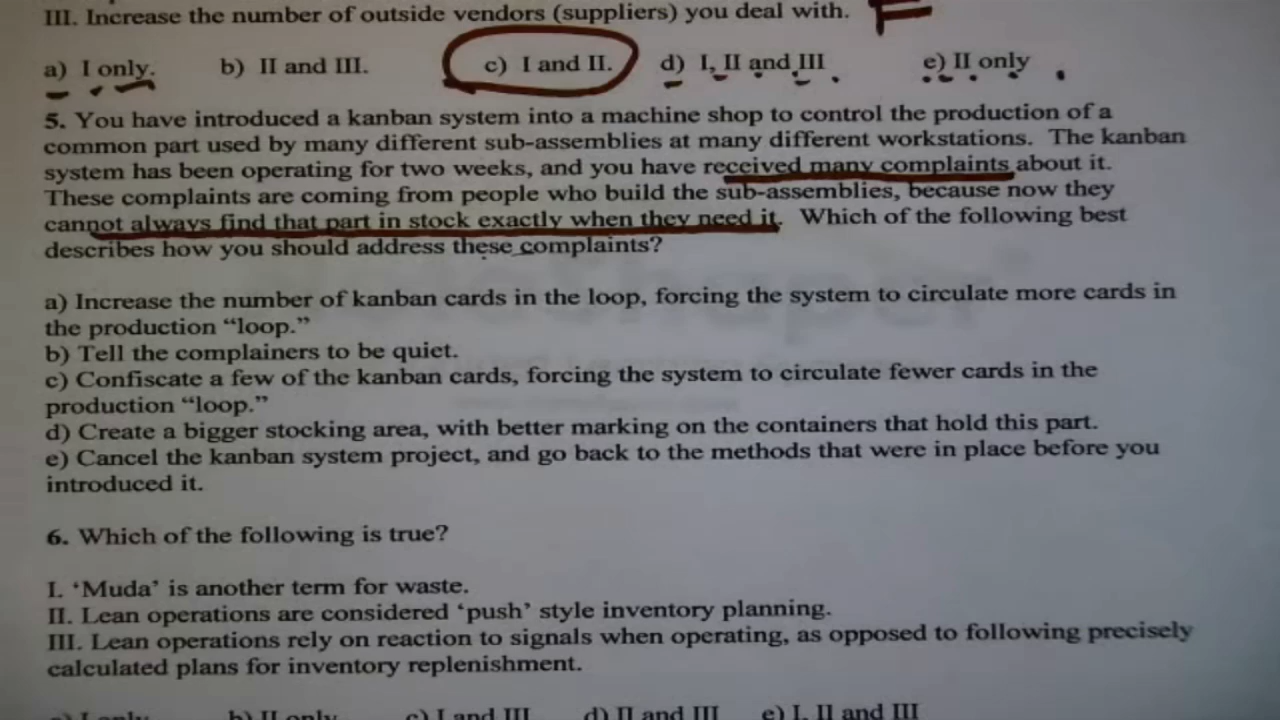 III. Increase the number of outside vendors (suppliers) you deal with. F
a) I only. b) II and III. c) I and II. d) I, II and III e) II only
5. You have introduced a kanban system into a machine shop to control the production of a
common part used by many different sub-assemblies at many different workstations. The kanban
system has been operating for two weeks, and you have received many complaints about it.
These complaints are coming from people who build the sub-assemblies, because now they
cannot always find that part in stock exactly when they need it. Which of the following best
describes how you should address these complaints?
a) Increase the number of kanban cards in the loop, forcing the system to circulate more cards in
the production “loop.”
b) Tell the complainers to be quiet.
c) Confiscate a few of the kanban cards, forcing the system to circulate fewer cards in the
production “loop.”
d) Create a bigger stocking area, with better marking on the containers that hold this part.
e) Cancel the kanban system project, and go back to the methods that were in place before you
introduced it.
6. Which of the following is true?
I. ‘Muda’ is another term for waste.
II. Lean operations are considered ‘push’ style inventory planning.
III. Lean operations rely on reaction to signals when operating, as opposed to following precisely
calculated plans for inventory replenishment.
a) I only b) II only c) I and III d) II and III e) I, II and III